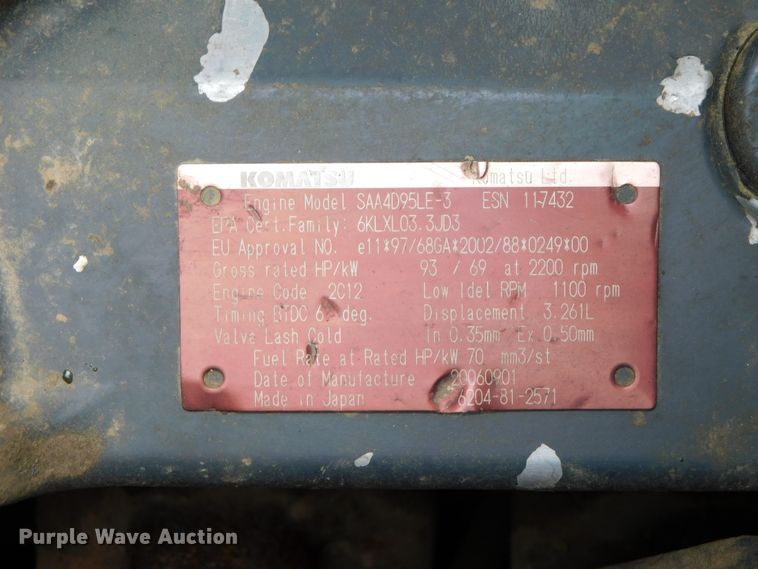 KOMATSU Komatsu Ltd.
Engine Model SAA4D95LE-3 ESN 11-7432
EPA Cert.Family: 6KLXL03.3JD3
EU Approval NO. e11*97/68GA*20U2/88*0249*00
Gross rated HP/kW 93 / 69 at 2200 rpm
Engine Code 2C12 Low Idel RPM 1100 rpm
Timing BTDC deg. Displacement 3.261L
Valve Lash Cold In 0.35mm Ex 0.50mm
Fuel Rate at Rated HP/kW 70 mm3/st
Date of Manufacture 20060901
Made in Japan 6204-81-2571
Purple Wave Auction